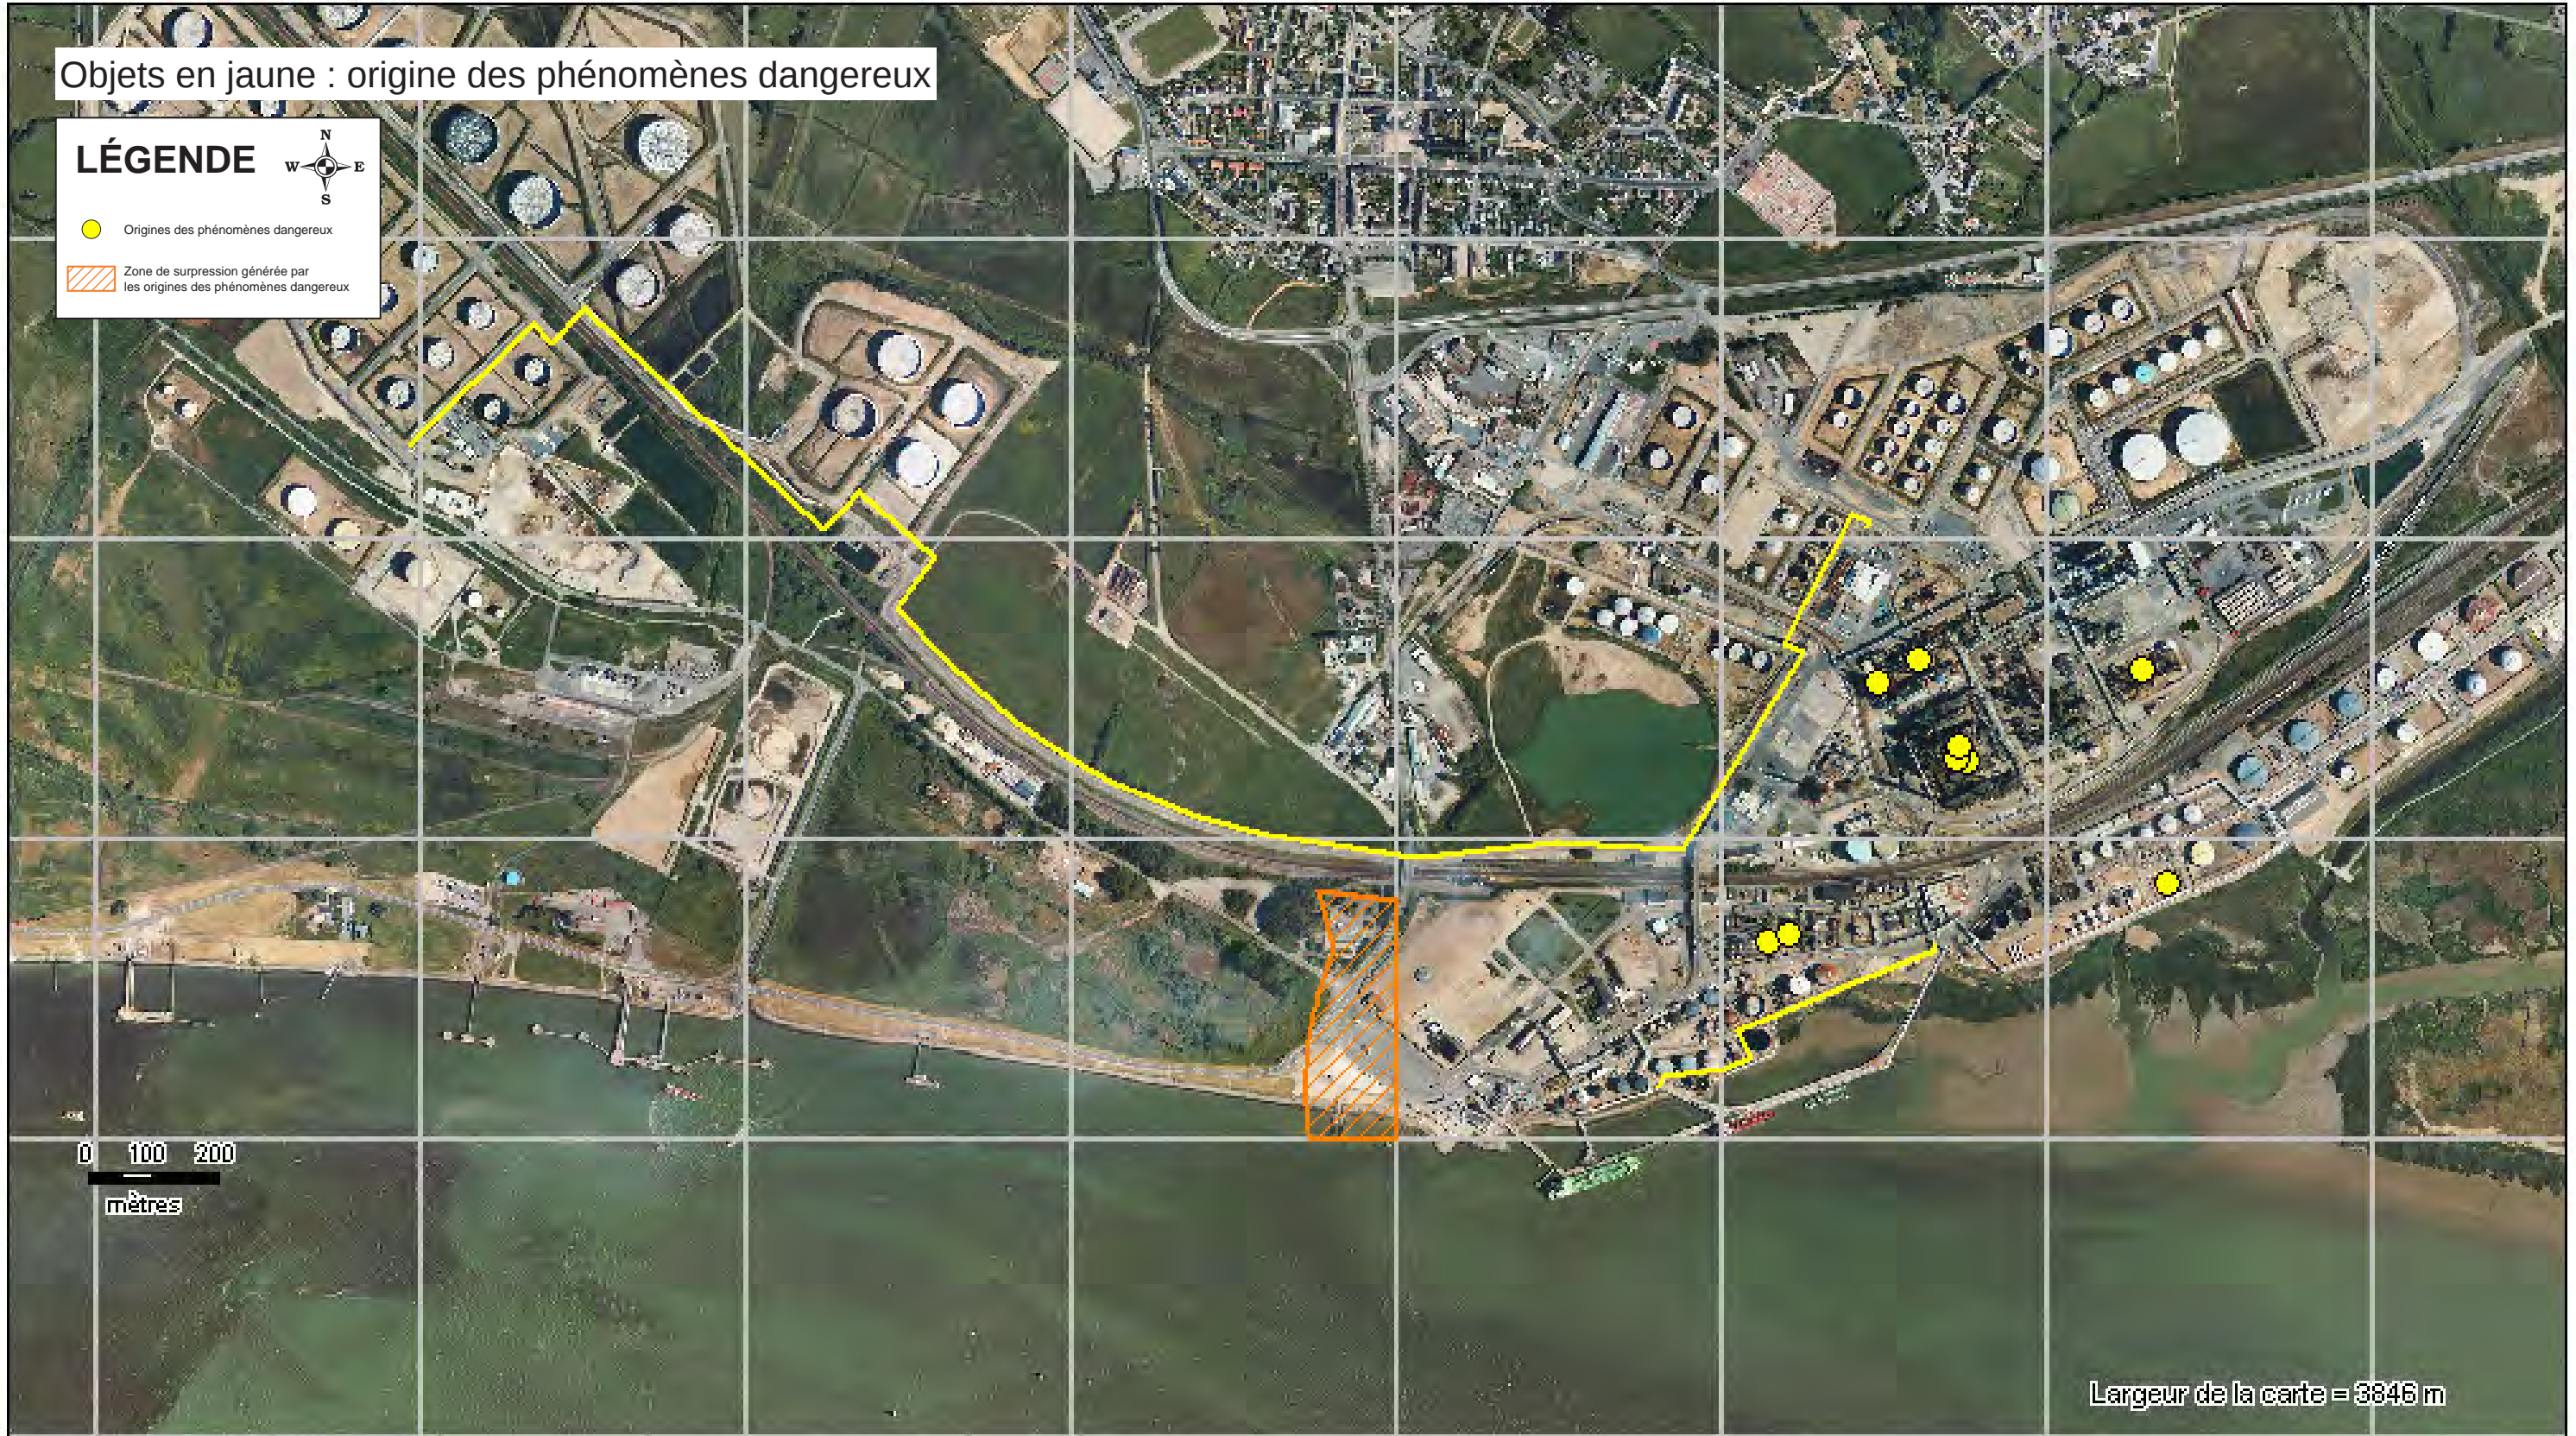 Objets en jaune : origine des phénomènes dangereux
LÉGENDE
N
W E
S
Origines des phénomènes dangereux
Zone de surpression générée par
les origines des phénomènes dangereux
0 100 200
mètres
Largeur de la carte = 3846 m